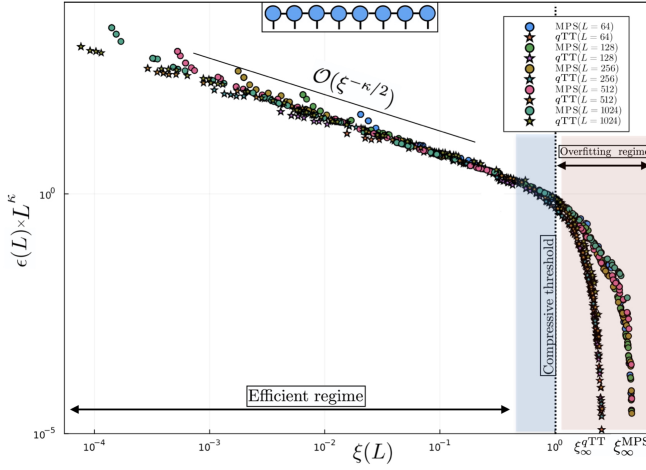 MPS(L = 64)
qTT(L = 64)
MPS(L = 128)
qTT(L = 128)
MPS(L = 256)
qTT(L = 256)
MPS(L = 512)
qTT(L = 512)
MPS(L = 1024)
qTT(L = 1024)
𝒪(ξ^{-κ/2})
Overfitting regime
10^0
ϵ(L)×L^κ
Compressive threshold
Efficient regime
10^{-5}
10^{-4}
10^{-3}
10^{-2}
10^{-1}
10^0
ξ_∞^{qTT}
ξ_∞^{MPS}
ξ(L)